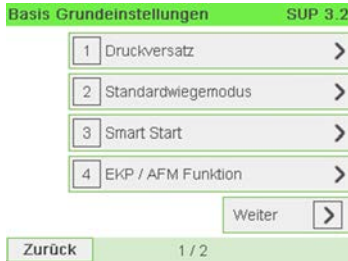 Basis Grundeinstellungen SUP 3.2
1 Druckversatz
2 Standardwiegemodus
3 Smart Start
4 EKP / AFM Funktion
Weiter
Zurück 1 / 2